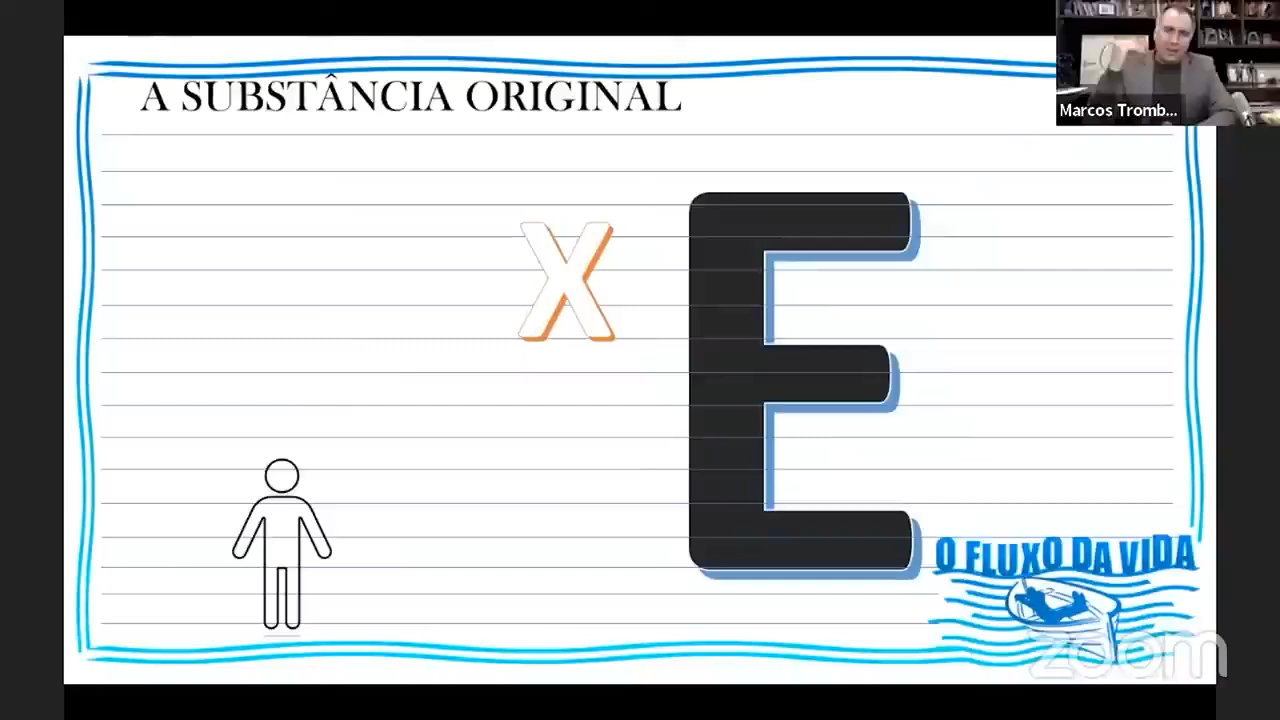 A SUBSTÂNCIA ORIGINAL
Marcos Tromb...
X
E
O FLUXO DA VIDA
zoom